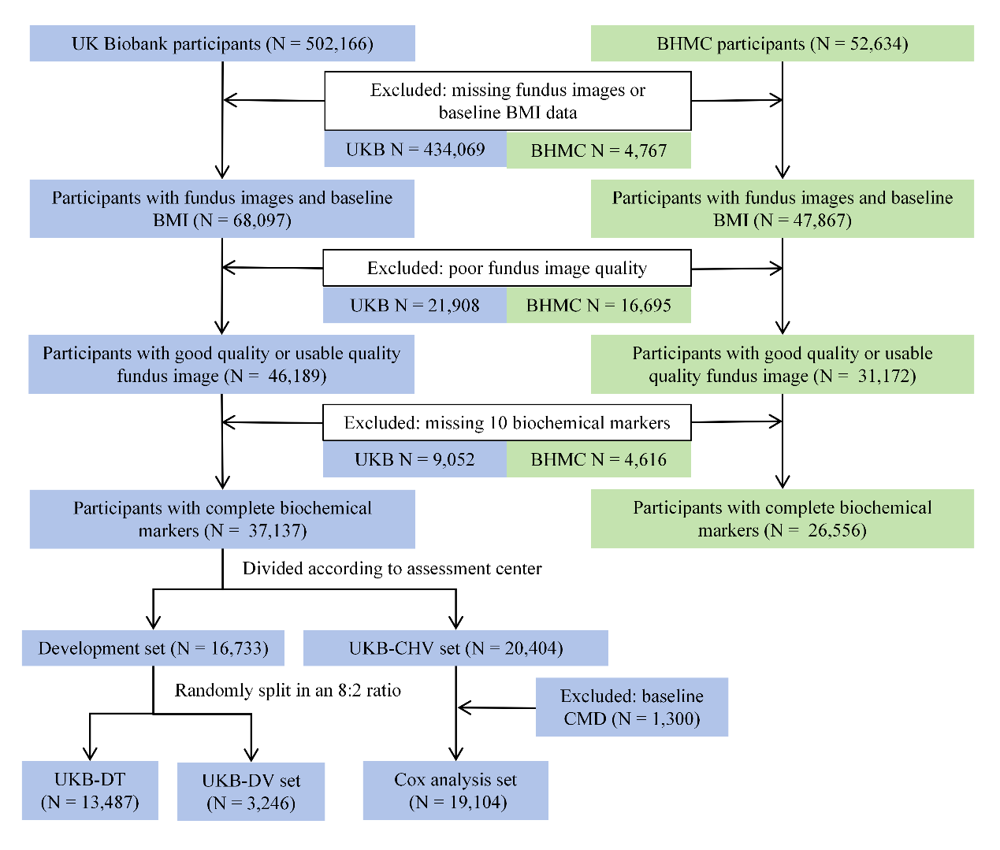 UK Biobank participants (N = 502,166)
BHMC participants (N = 52,634)
Excluded: missing fundus images or
baseline BMI data
UKB N = 434,069
BHMC N = 4,767
Participants with fundus images and baseline
BMI (N = 68,097)
Participants with fundus images and baseline
BMI (N = 47,867)
Excluded: poor fundus image quality
UKB N = 21,908
BHMC N = 16,695
Participants with good quality or usable quality
fundus image (N =  46,189)
Participants with good quality or usable
quality fundus image (N =  31,172)
Excluded: missing 10 biochemical markers
UKB N = 9,052
BHMC N = 4,616
Participants with complete biochemical
markers (N =  37,137)
Participants with complete biochemical
markers (N =  26,556)
Divided according to assessment center
Development set (N = 16,733)
UKB-CHV set (N = 20,404)
Randomly split in an 8:2 ratio
Excluded: baseline
CMD (N = 1,300)
UKB-DT
(N = 13,487)
UKB-DV set
(N = 3,246)
Cox analysis set
(N = 19,104)